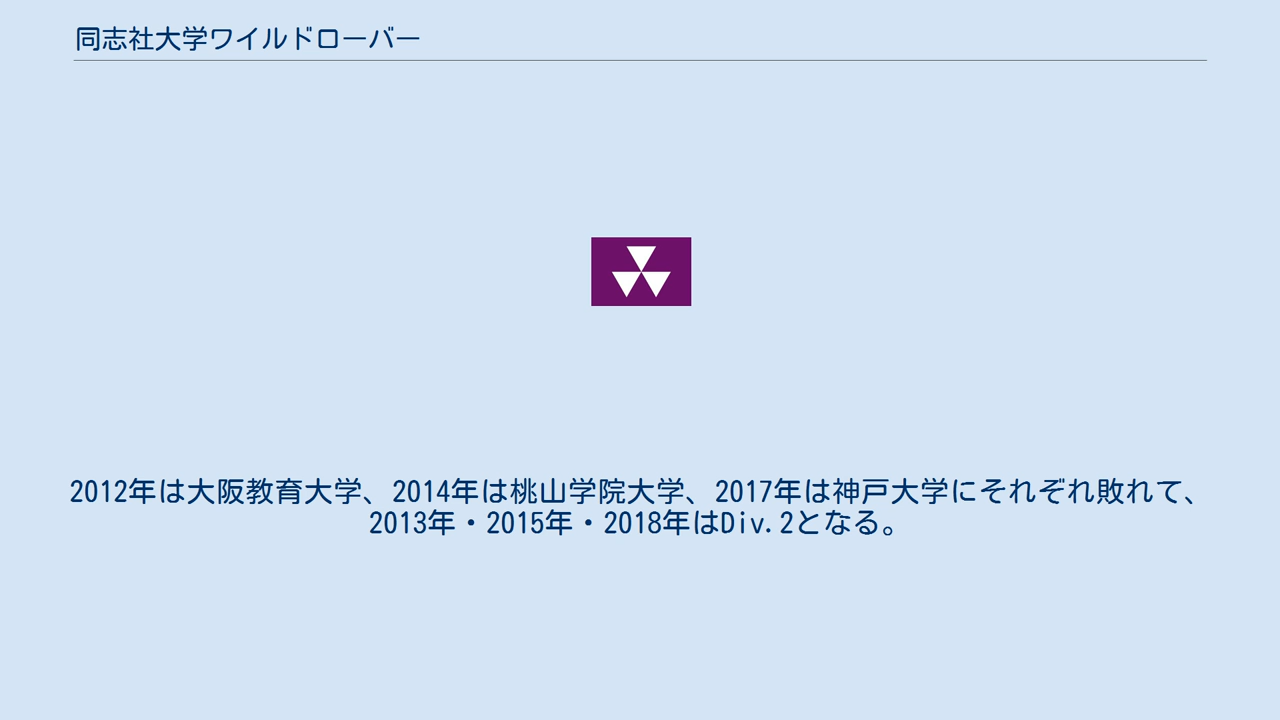 同志社大学ワイルドローバー
2012年は大阪教育大学、2014年は桃山学院大学、2017年は神戸大学にそれぞれ敗れて、
2013年・2015年・2018年はDiv.2となる。